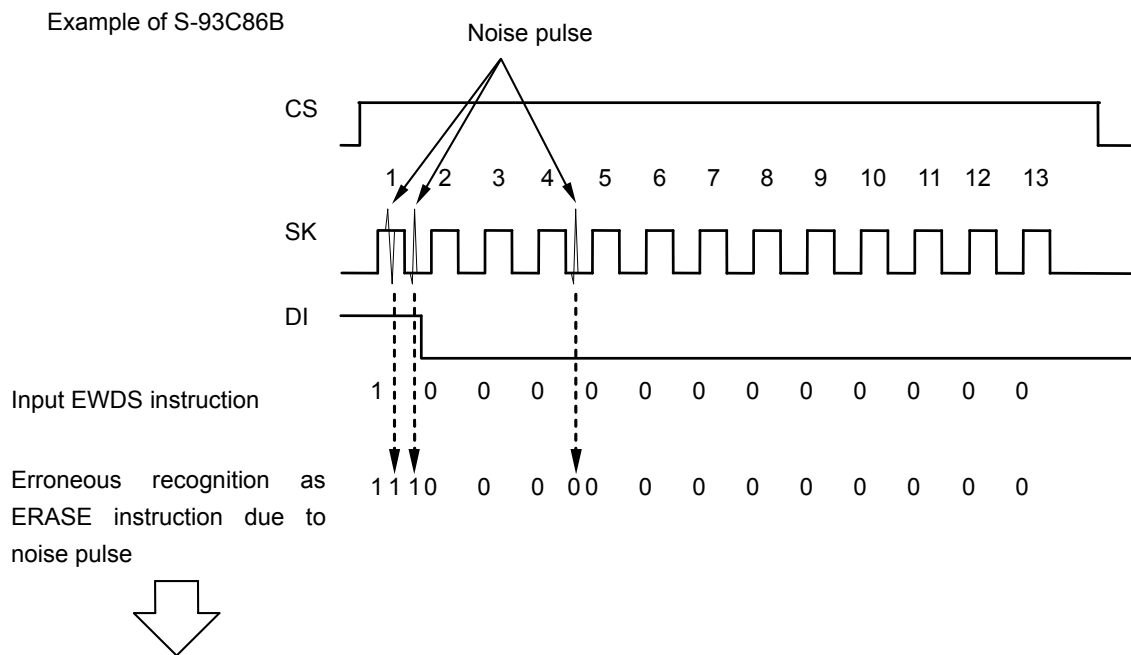 Example of S-93C86B
Noise pulse
CS
1 2 3 4 5 6 7 8 9 10 11 12 13
SK
DI
Input EWDS instruction
1 0 0 0 0 0 0 0 0 0 0 0 0
Erroneous recognition as
ERASE instruction due to
noise pulse
1 1 1 0 0 0 0 0 0 0 0 0 0 0 0 0